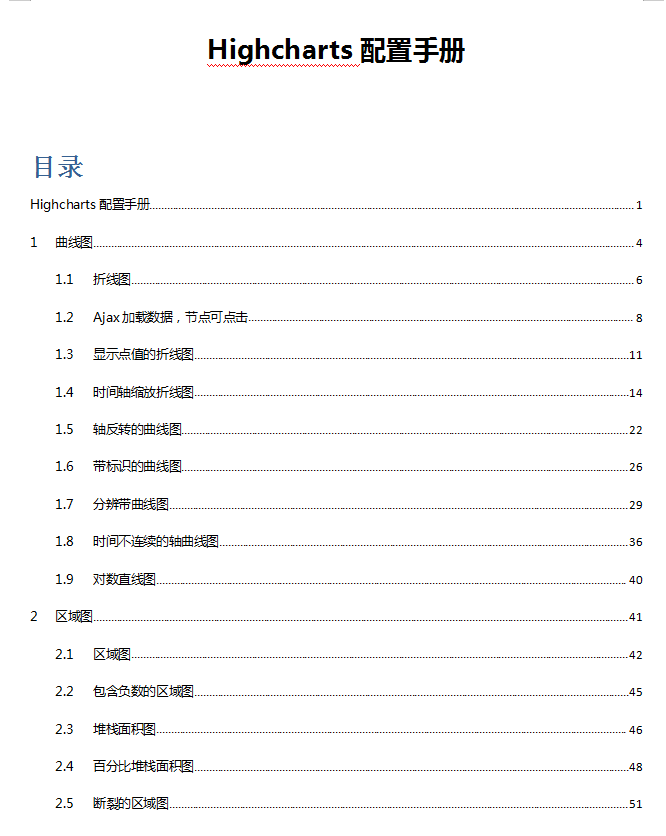 Highcharts 配置手册
目录
Highcharts 配置手册 1
1 曲线图 4
1.1 折线图 6
1.2 Ajax 加载数据，节点可点击 8
1.3 显示点值的折线图 11
1.4 时间轴缩放折线图 14
1.5 轴反转的曲线图 22
1.6 带标识的曲线图 26
1.7 分辨带曲线图 29
1.8 时间不连续的轴曲线图 36
1.9 对数直线图 40
2 区域图 41
2.1 区域图 42
2.2 包含负数的区域图 45
2.3 堆栈面积图 46
2.4 百分比堆栈面积图 48
2.5 断裂的区域图 51